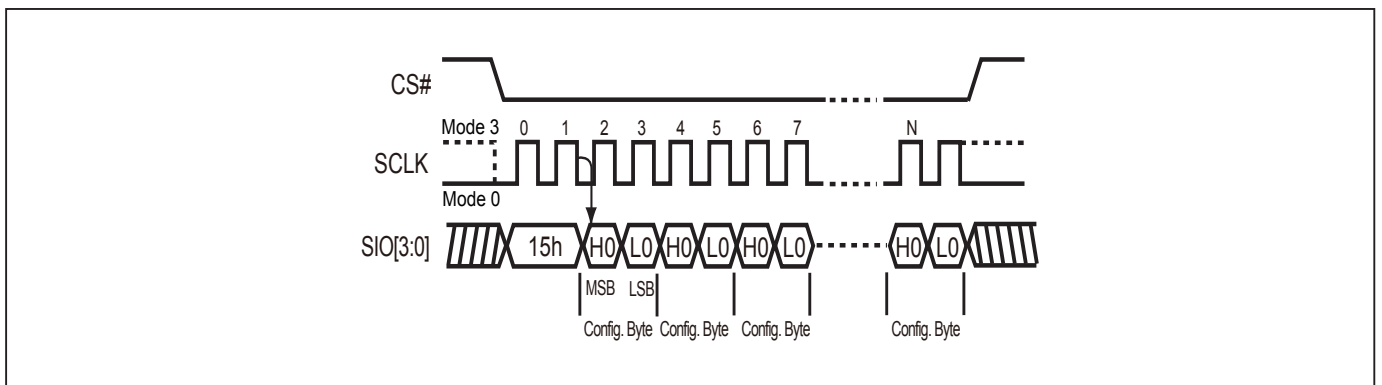 CS#
Mode 3 0 1 2 3 4 5 6 7 N
SCLK
Mode 0
SIO[3:0] 15h H0 L0 H0 L0 H0 L0 H0 L0
MSB LSB
Config. Byte Config. Byte Config. Byte Config. Byte